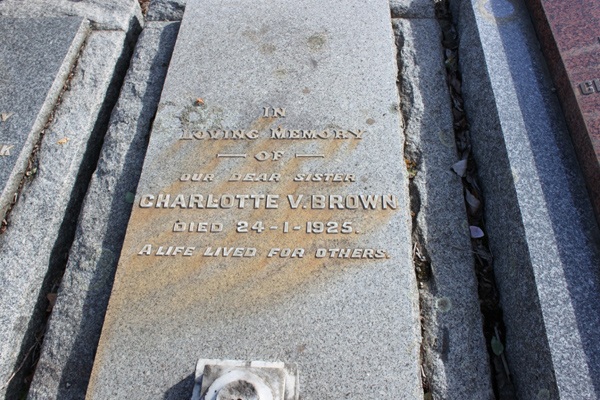 IN
LOVING MEMORY
OF
OUR DEAR SISTER
CHARLOTTE V. BROWN
DIED 24-1-1925.
A LIFE LIVED FOR OTHERS.